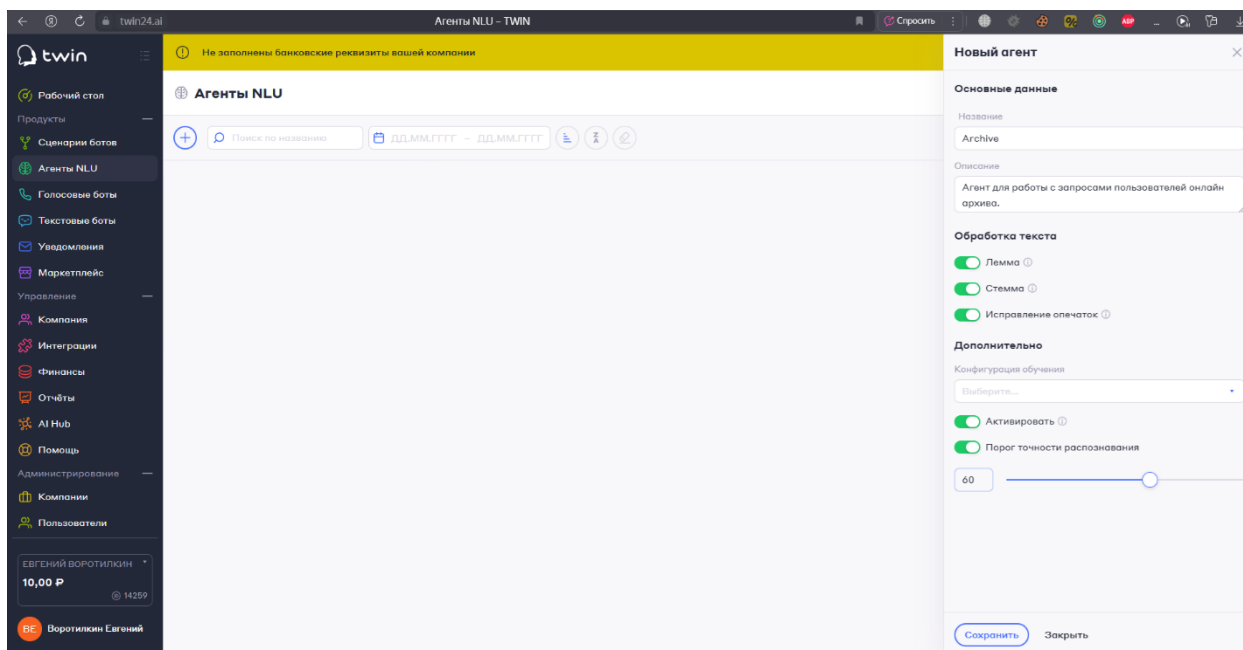 twin24.ai
Агенты NLU – TWIN
Спросить
ABP
twin
Не заполнены банковские реквизиты вашей компании
Рабочий стол
Продукты
Сценарии ботов
Агенты NLU
Голосовые боты
Текстовые боты
Уведомления
Маркетплейс
Управление
Компания
Интеграции
Финансы
Отчёты
AI Hub
Помощь
Администрирование
Компании
Пользователи
ЕВГЕНИЙ ВОРОТИЛКИН
10,00 ₽
14259
ВЕ
Воротилкин Евгений
Агенты NLU
Поиск по названию
ДД.ММ.ГГГГ – ДД.ММ.ГГГГ
Новый агент
Основные данные
Название
Archive
Описание
Агент для работы с запросами пользователей онлайн
архива.
Обработка текста
Лемма
Стемма
Исправление опечаток
Дополнительно
Конфигурация обучения
Выберите...
Активировать
Порог точности распознавания
60
Сохранить
Закрыть